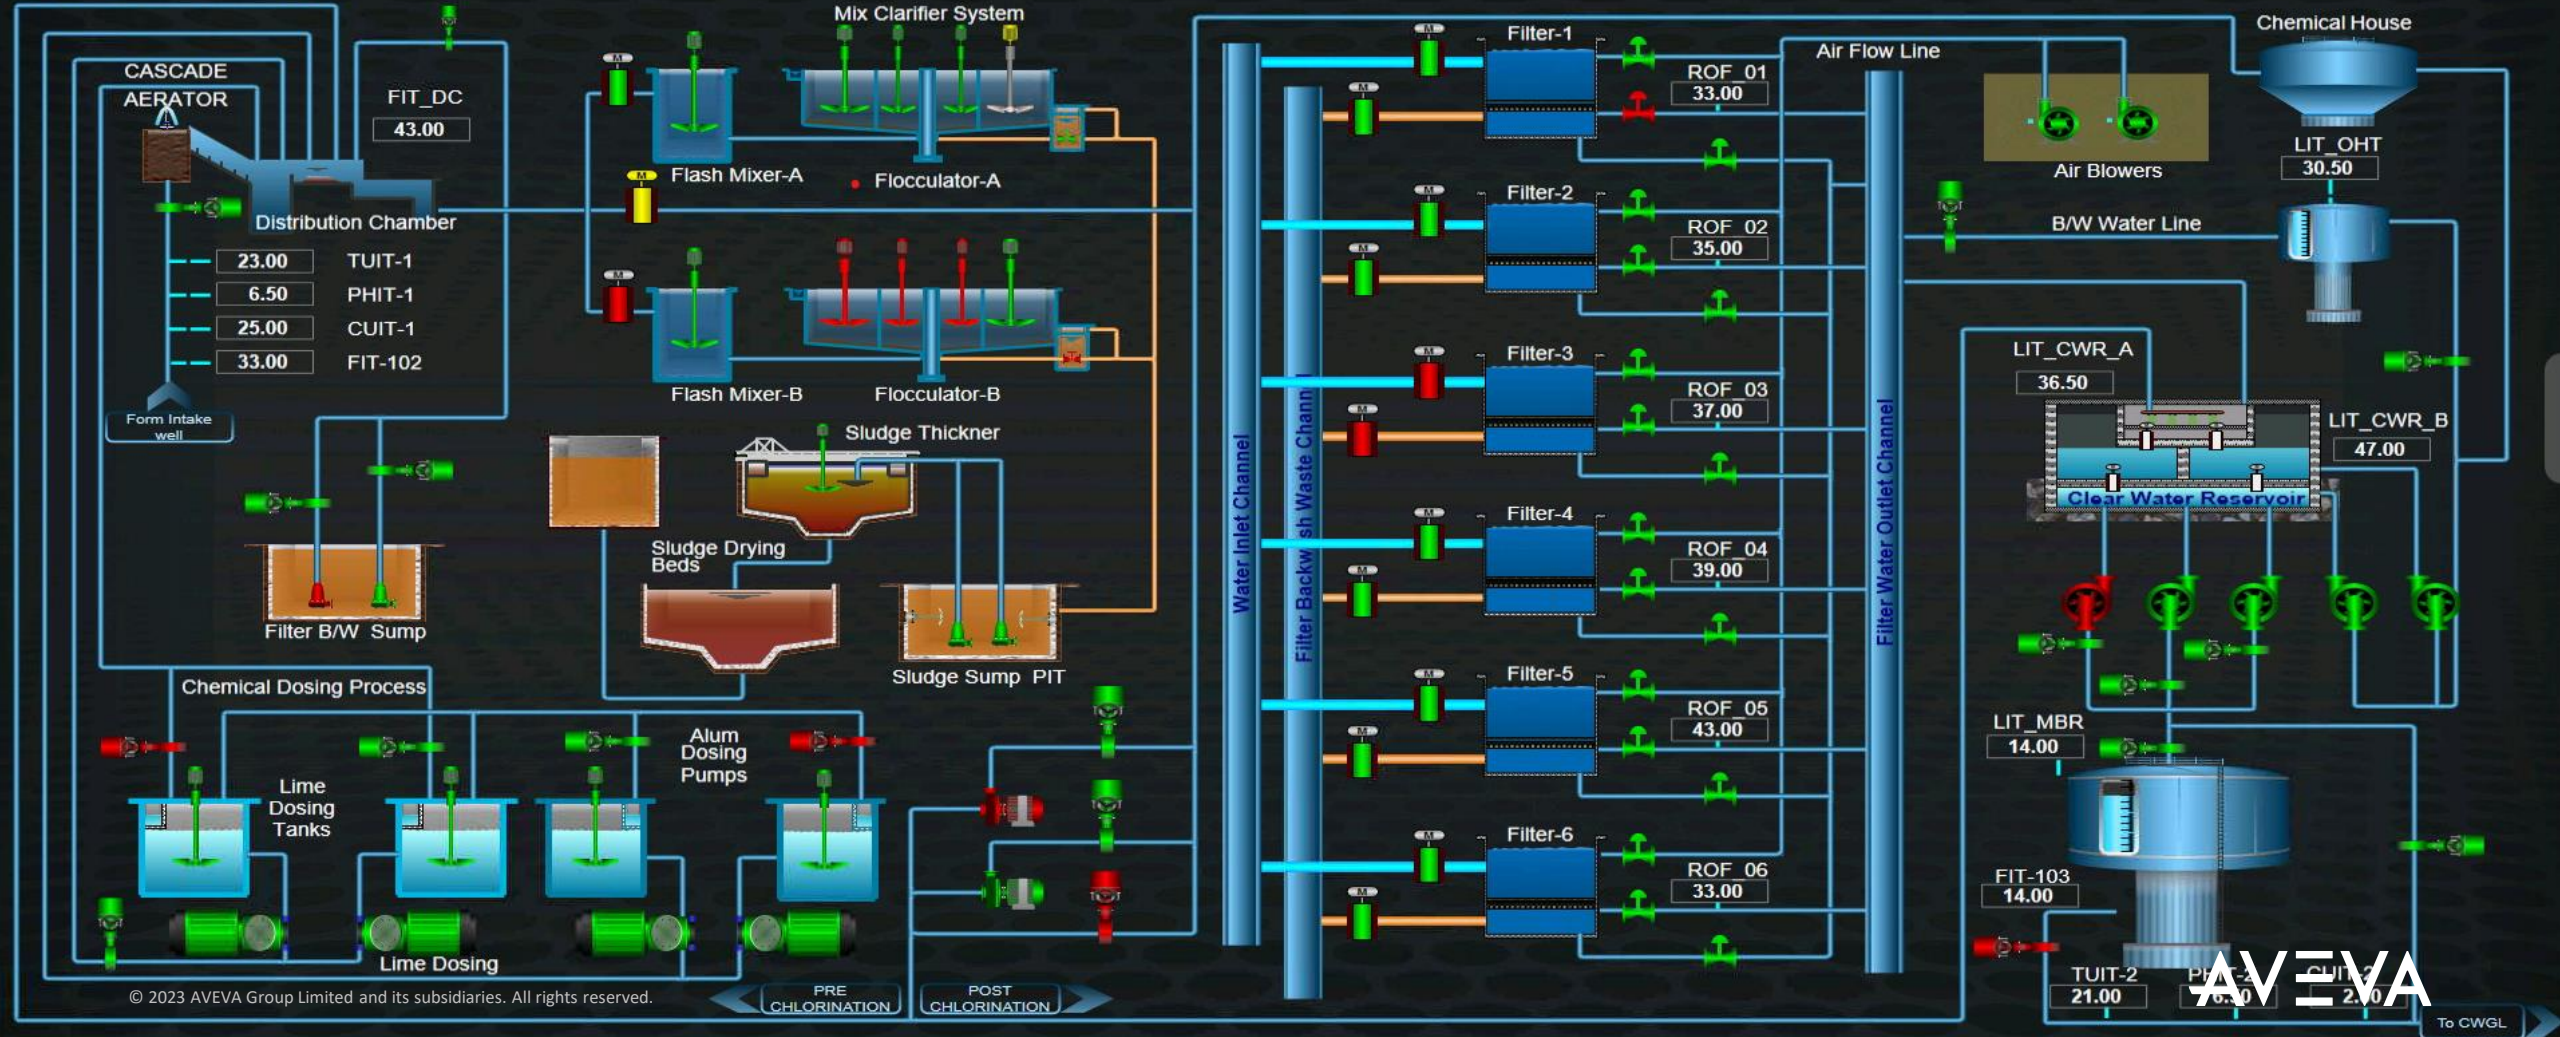 Mix Clarifier System
CASCADE
AERATOR
FIT_DC
43.00
Distribution Chamber
23.00 TUIT-1
6.50 PHIT-1
25.00 CUIT-1
33.00 FIT-102
Form Intake
well
M
Flash Mixer-A
Flocculator-A
M
M
Flash Mixer-B
Flocculator-B
Filter B/W Sump
Sludge Thickner
Sludge Drying
Beds
Sludge Sump PIT
Chemical Dosing Process
Lime
Dosing
Tanks
Alum
Dosing
Pumps
Lime Dosing
© 2023 AVEVA Group Limited and its subsidiaries. All rights reserved.
PRE
CHLORINATION
POST
CHLORINATION
Water Inlet Channel
Filter Backw sh Waste Chann
Filter-1
M
M
ROF_01
33.00
Filter-2
M
M
ROF_02
35.00
Filter-3
M
M
ROF_03
37.00
Filter-4
M
M
ROF_04
39.00
Filter-5
M
M
ROF_05
43.00
Filter-6
M
M
ROF_06
33.00
Filter Water Outlet Channel
Air Flow Line
Air Blowers
Chemical House
LIT_OHT
30.50
B/W Water Line
LIT_CWR_A
36.50
LIT_CWR_B
47.00
Clear Water Reservoir
LIT_MBR
14.00
FIT-103
14.00
TUIT-2
21.00
AVEVA
To CWGL